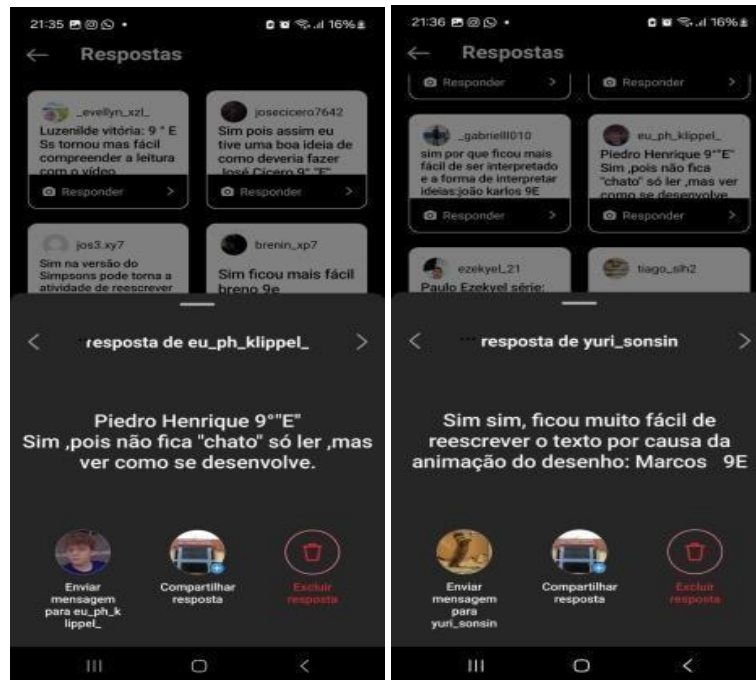 21:35
16%
Respostas
_evellyn_xzl_
Luzenilde vitória: 9 ° E
Ss tornou mas fácil
compreender a leitura
com o vídeo
Responder
josecicero7642
Sim pois assim eu
tive uma boa ideia de
como deveria fazer
José Cícero 9° "E"
Responder
jos3.xy7
Sim na versão do
Simpsons pode torna a
atividade de reescrever
brenin_xp7
Sim ficou mais fácil
breno 9e
resposta de eu_ph_klippel_
Piedro Henrique 9°"E"
Sim ,pois não fica "chato" só ler ,mas
ver como se desenvolve.
Enviar
mensagem
para eu_ph_k
lippel_
Compartilhar
resposta
Excluir
resposta
21:36
16%
Respostas
Responder
Responder
_gabrielll010
sim por que ficou mais
fácil de ser interpretado
e a forma de interpretar
ideias:joão karlos 9E
Responder
eu_ph_klippel_
Piedro Henrique 9°"E"
Sim ,pois não fica
"chato" só ler ,mas ver
como se desenvolve
Responder
ezekyel_21
Paulo Ezekyel série:
tiago_slh2
resposta de yuri_sonsin
Sim sim, ficou muito fácil de
reescrever o texto por causa da
animação do desenho: Marcos 9E
Enviar
mensagem
para
yuri_sonsin
Compartilhar
resposta
Excluir
resposta